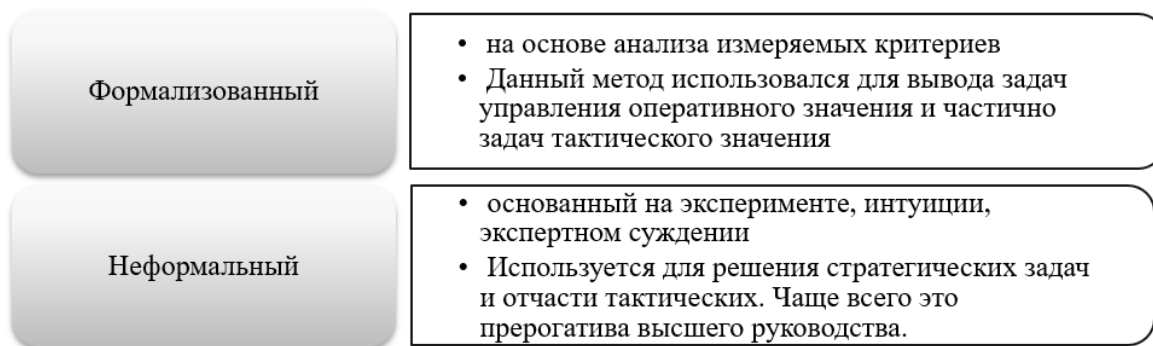 Формализованный
• на основе анализа измеряемых критериев
• Данный метод использовался для вывода задач
управления оперативного значения и частично
задач тактического значения
Неформальный
• основанный на эксперименте, интуиции,
экспертном суждении
• Используется для решения стратегических задач
и отчасти тактических. Чаще всего это
прерогатива высшего руководства.